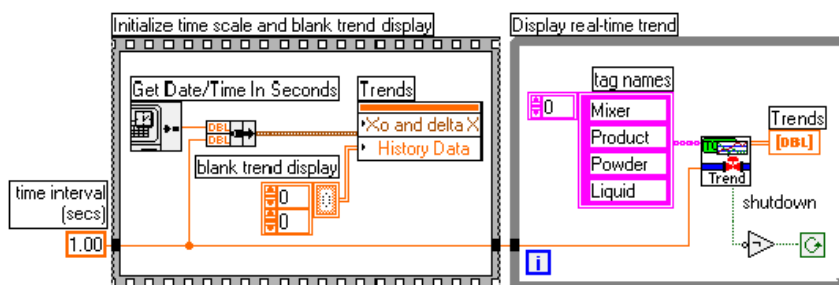 Initialize time scale and blank trend display
Display real-time trend
Get Date/Time In Seconds
Trends
DBL
DBL
Xo and delta X
History Data
blank trend display
0
0
0
time interval
(secs)
1.00
tag names
0
Mixer
Product
Powder
Liquid
Trends
[DBL]
Trend
shutdown
i